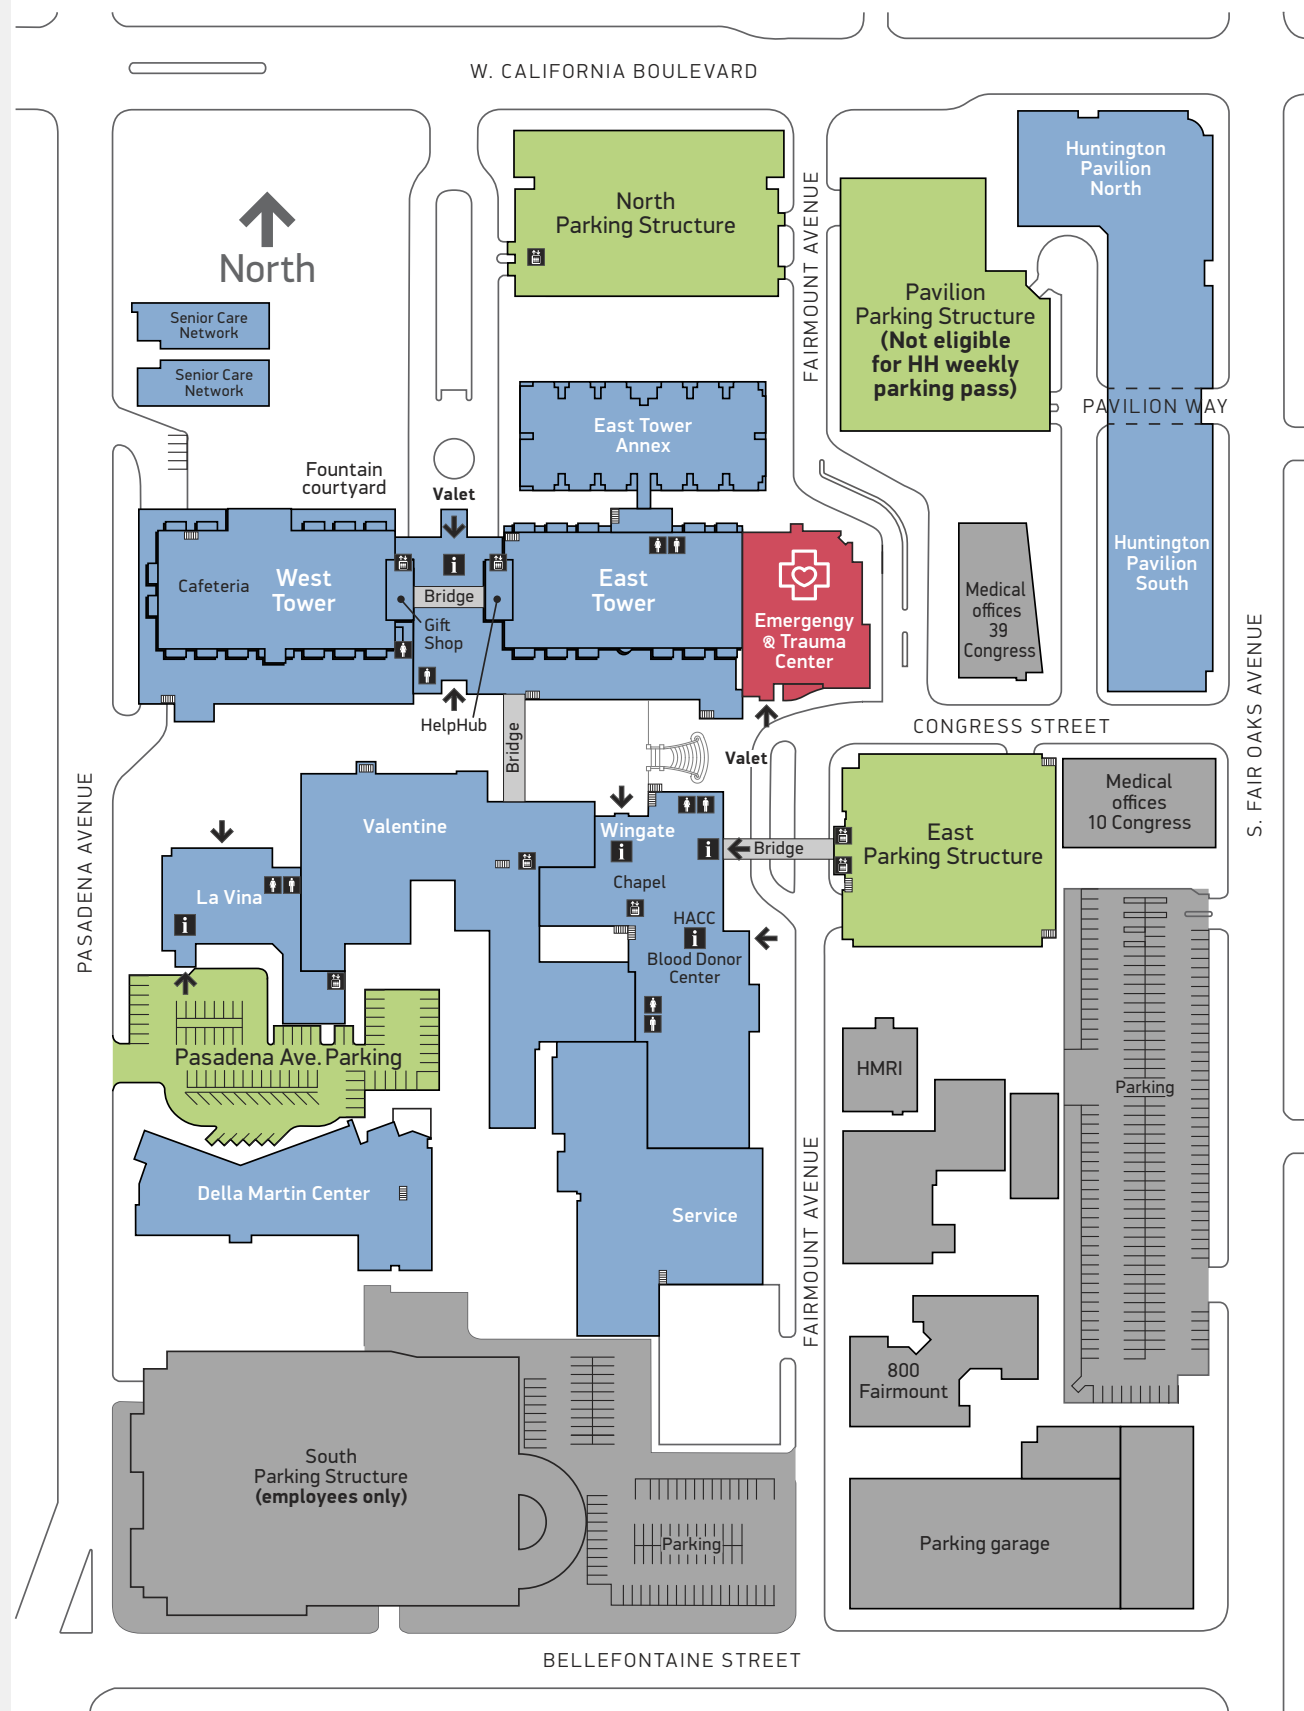 W. CALIFORNIA BOULEVARD
Huntington
Pavilion
North
North
Parking Structure
FAIRMOUNT AVENUE
North
Pavilion
Parking Structure
(Not eligible
for HH weekly
parking pass)
Senior Care
Network
Senior Care
Network
PAVILION WAY
East Tower
Annex
Fountain
courtyard
Valet
Cafeteria
West
Tower
i
Bridge
East
Tower
Emergengy
& Trauma
Center
Medical
offices
39
Congress
Huntington
Pavilion
South
Gift
Shop
HelpHub
Bridge
Valet
CONGRESS STREET
S. FAIR OAKS AVENUE
PASADENA AVENUE
Valentine
Wingate
i
i
Bridge
East
Parking Structure
Medical
offices
10 Congress
La Vina
i
Chapel
HACC
i
Blood Donor
Center
Pasadena Ave. Parking
HMRI
Parking
Della Martin Center
Service
FAIRMOUNT AVENUE
800
Fairmount
South
Parking Structure
(employees only)
Parking
Parking garage
BELLEFONTAINE STREET